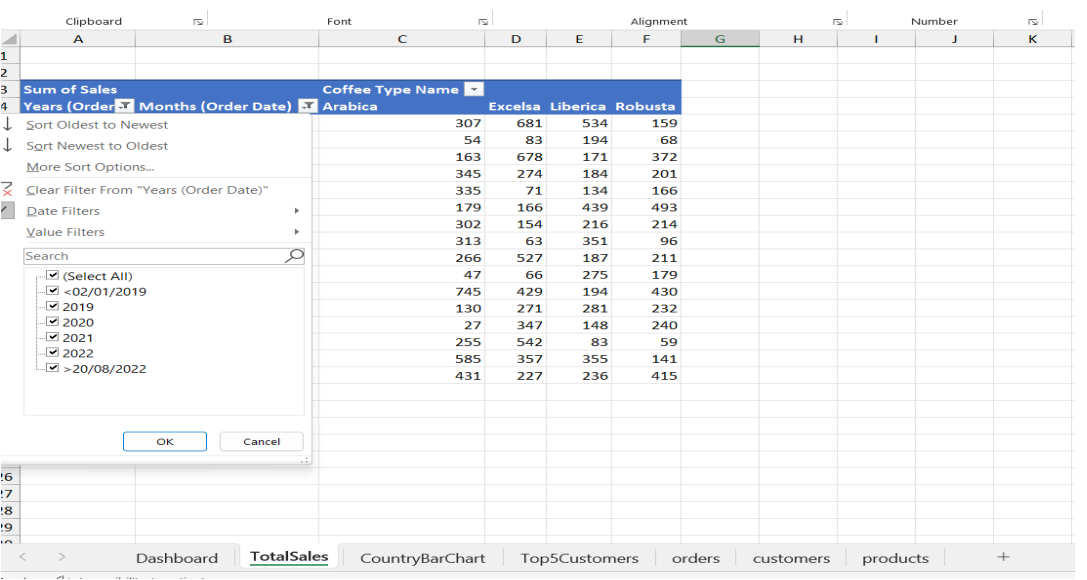 Clipboard Font Alignment Number
A B C D E F G H I J K
1
2
3 Sum of Sales Coffee Type Name
4 Years (Order Months (Order Date) Arabica Excelsa Liberica Robusta
Sort Oldest to Newest 307 681 534 159
Sort Newest to Oldest 54 83 194 68
More Sort Options... 163 678 171 372
345 274 184 201
Clear Filter From "Years (Order Date)" 335 71 134 166
Date Filters 179 166 439 493
Value Filters 302 154 216 214
313 63 351 96
Search 266 527 187 211
(Select All) 47 66 275 179
<02/01/2019 745 429 194 430
2019 130 271 281 232
2020 27 347 148 240
2021 255 542 83 59
2022 585 357 355 141
>20/08/2022 431 227 236 415
OK Cancel
26
27
28
29
Dashboard TotalSales CountryBarChart Top5Customers orders customers products